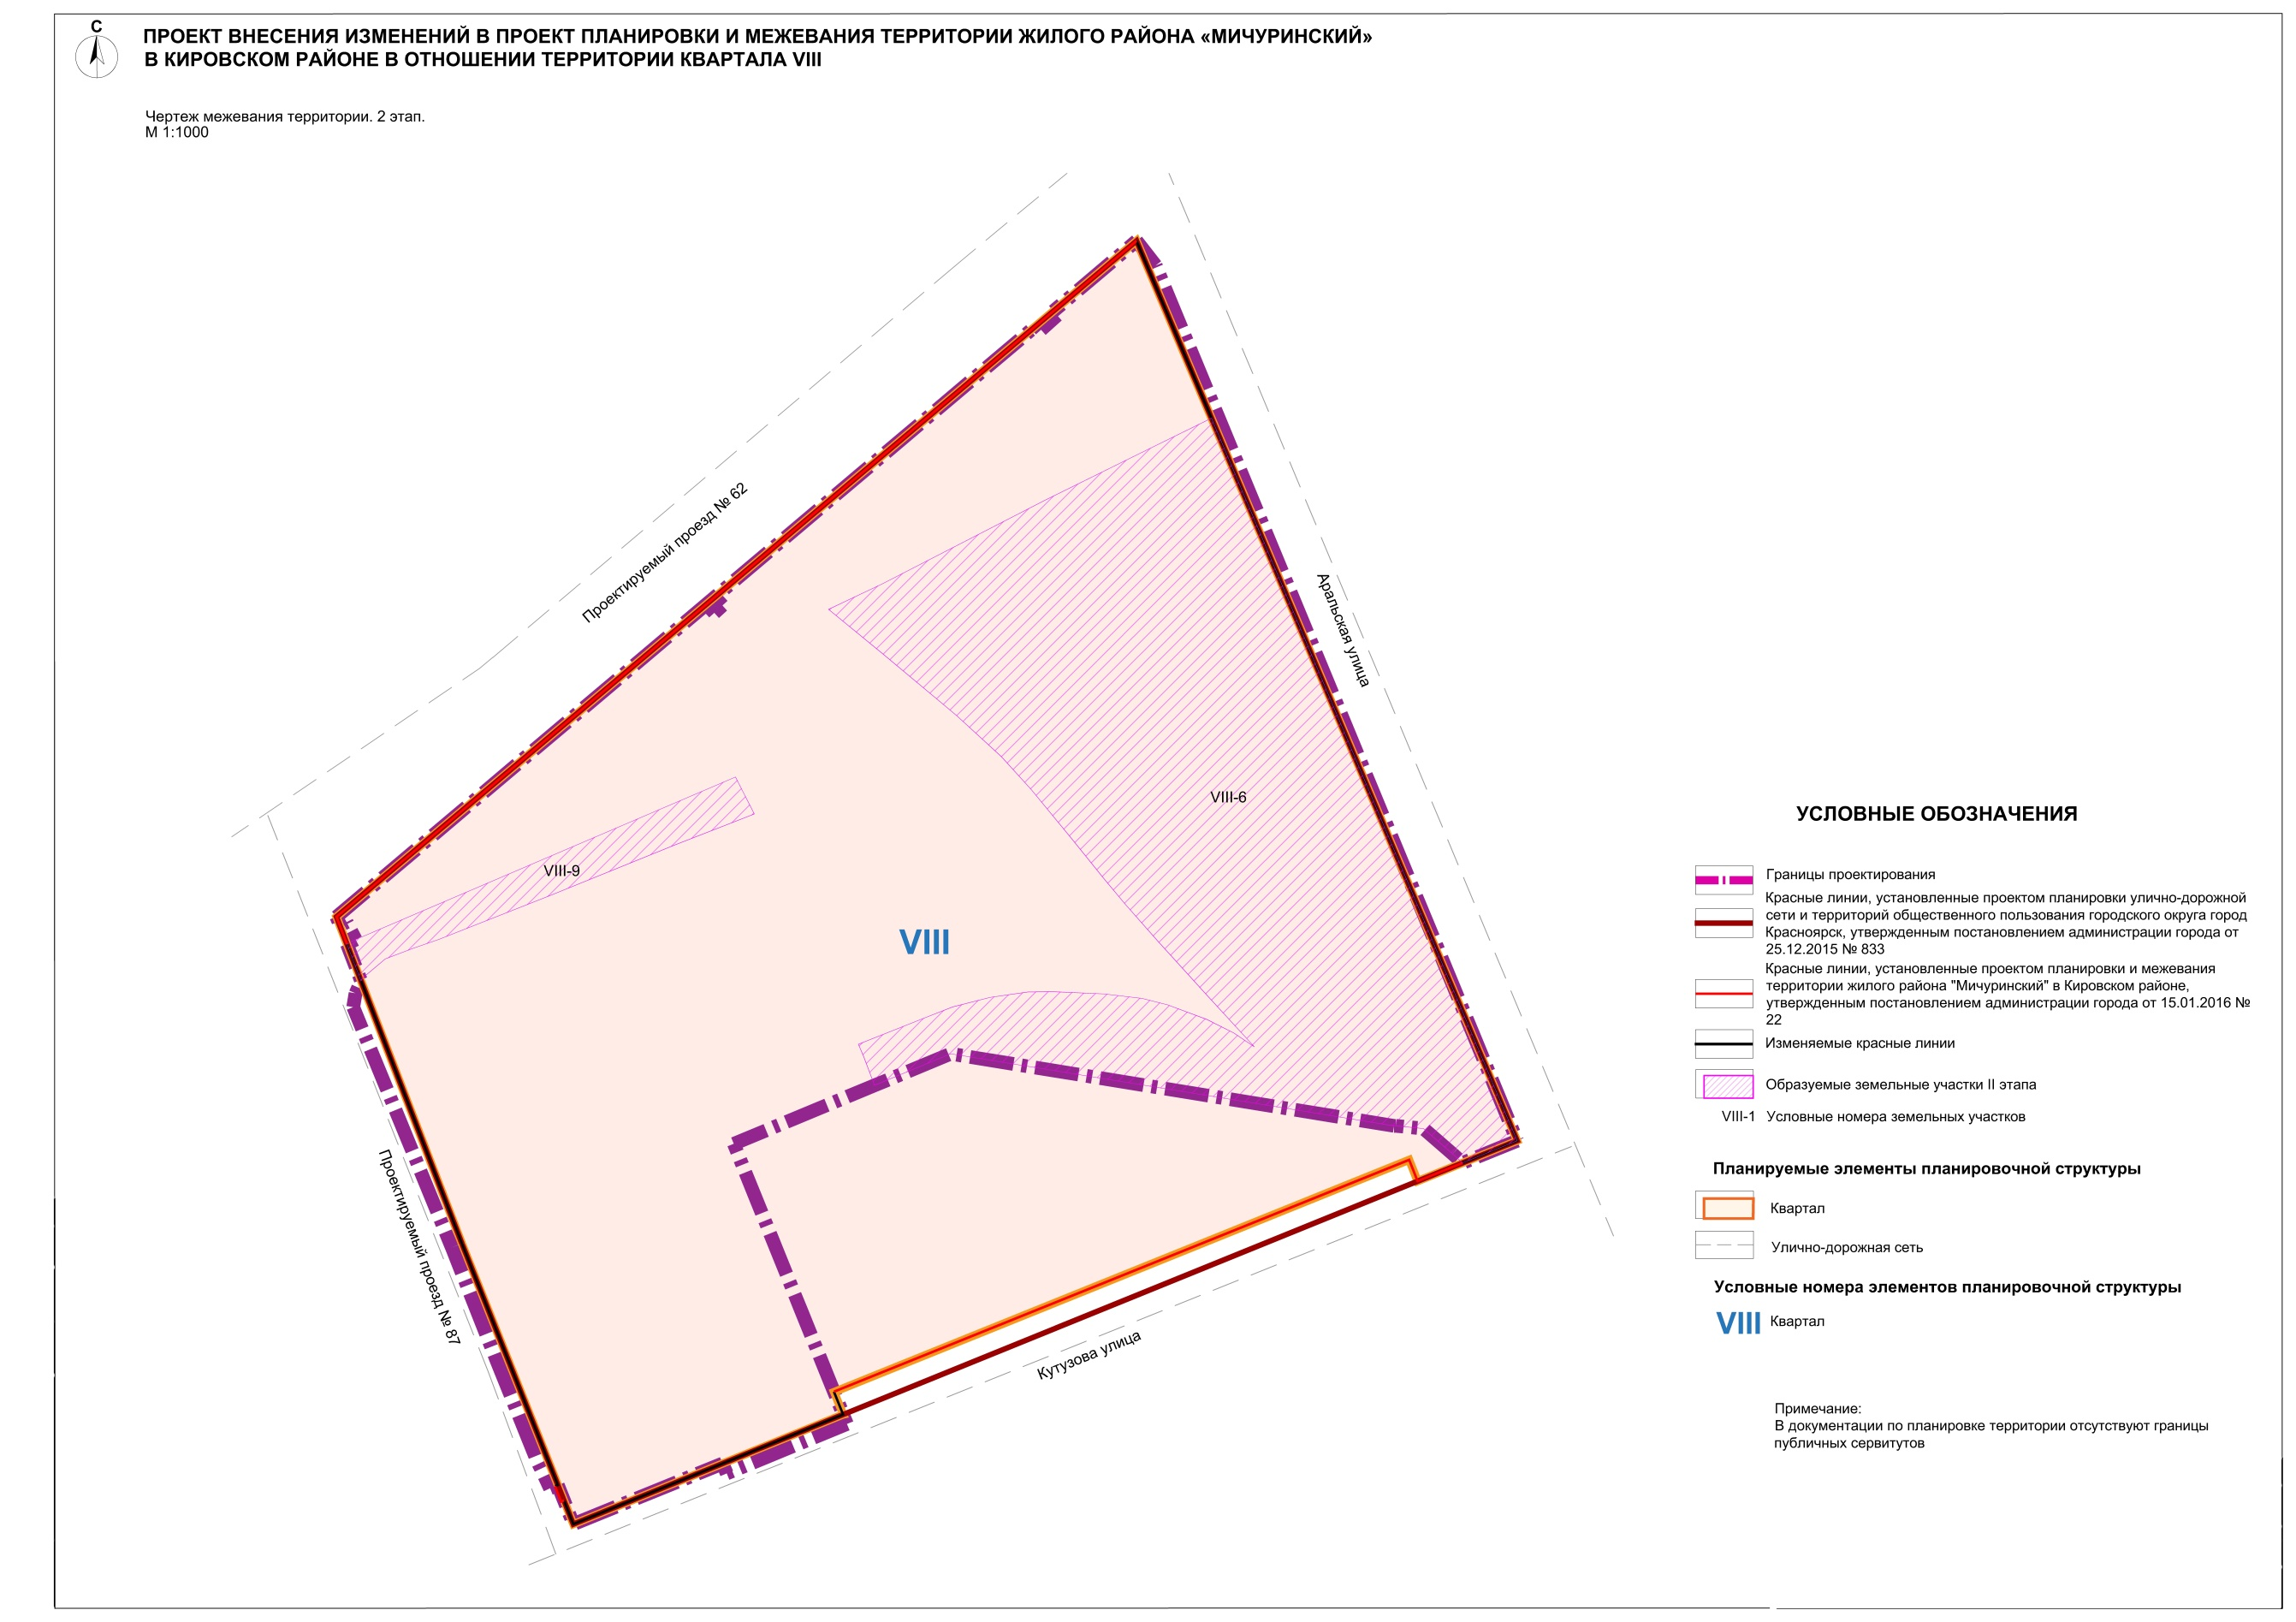 С
ПРОЕКТ ВНЕСЕНИЯ ИЗМЕНЕНИЙ В ПРОЕКТ ПЛАНИРОВКИ И МЕЖЕВАНИЯ ТЕРРИТОРИИ ЖИЛОГО РАЙОНА «МИЧУРИНСКИЙ»
В КИРОВСКОМ РАЙОНЕ В ОТНОШЕНИИ ТЕРРИТОРИИ КВАРТАЛА VIII
Чертеж межевания территории. 2 этап.
М 1:1000
Проектируемый проезд № 62
Аральская улица
VIII-6
VIII-9
VIII
Проектируемый проезд № 87
Кутузова улица
УСЛОВНЫЕ ОБОЗНАЧЕНИЯ
Границы проектирования
Красные линии, установленные проектом планировки улично-дорожной
сети и территорий общественного пользования городского округа город
Красноярск, утвержденным постановлением администрации города от
25.12.2015 № 833
Красные линии, установленные проектом планировки и межевания
территории жилого района "Мичуринский" в Кировском районе,
утвержденным постановлением администрации города от 15.01.2016 №
22
Изменяемые красные линии
Образуемые земельные участки II этапа
VIII-1 Условные номера земельных участков
Планируемые элементы планировочной структуры
Квартал
Улично-дорожная сеть
Условные номера элементов планировочной структуры
VIII Квартал
Примечание:
В документации по планировке территории отсутствуют границы
публичных сервитутов